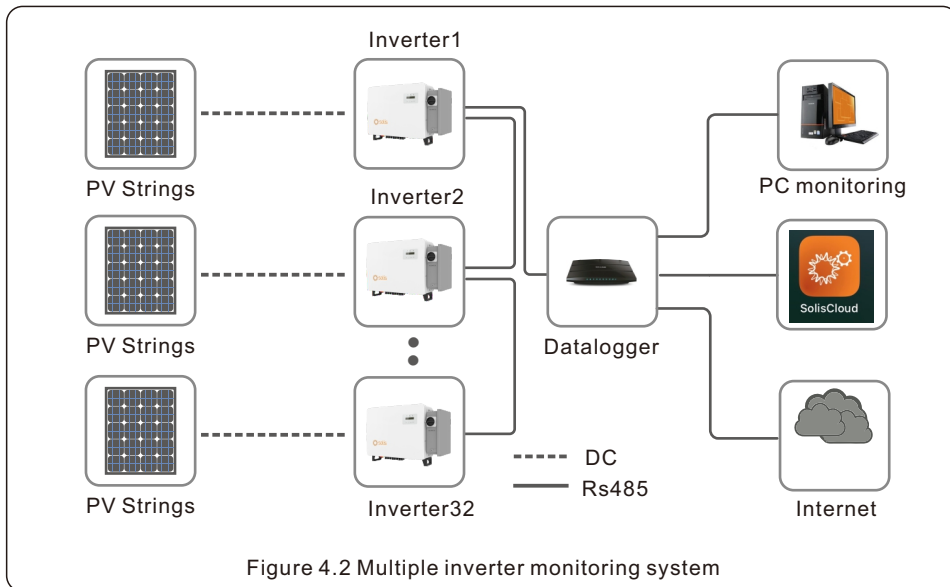 Inverter1
PV Strings
Inverter2
PV Strings
Inverter32
PV Strings
DC
Rs485
Datalogger
PC monitoring
SolisCloud
Internet
Figure 4.2 Multiple inverter monitoring system